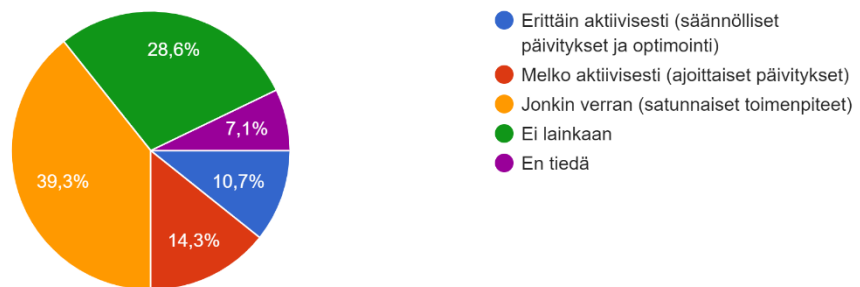 28,6%
7,1%
39,3%
10,7%
14,3%
Erittäin aktiivisesti (säännölliset
päivitykset ja optimointi)
Melko aktiivisesti (ajoittaiset päivitykset)
Jonkin verran (satunnaiset toimenpiteet)
Ei lainkaan
En tiedä